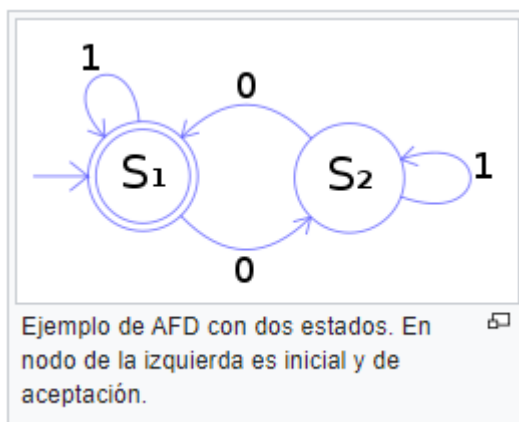 1
0
S₁
S₂
1
0
Ejemplo de AFD con dos estados. En
nodo de la izquierda es inicial y de
aceptación.